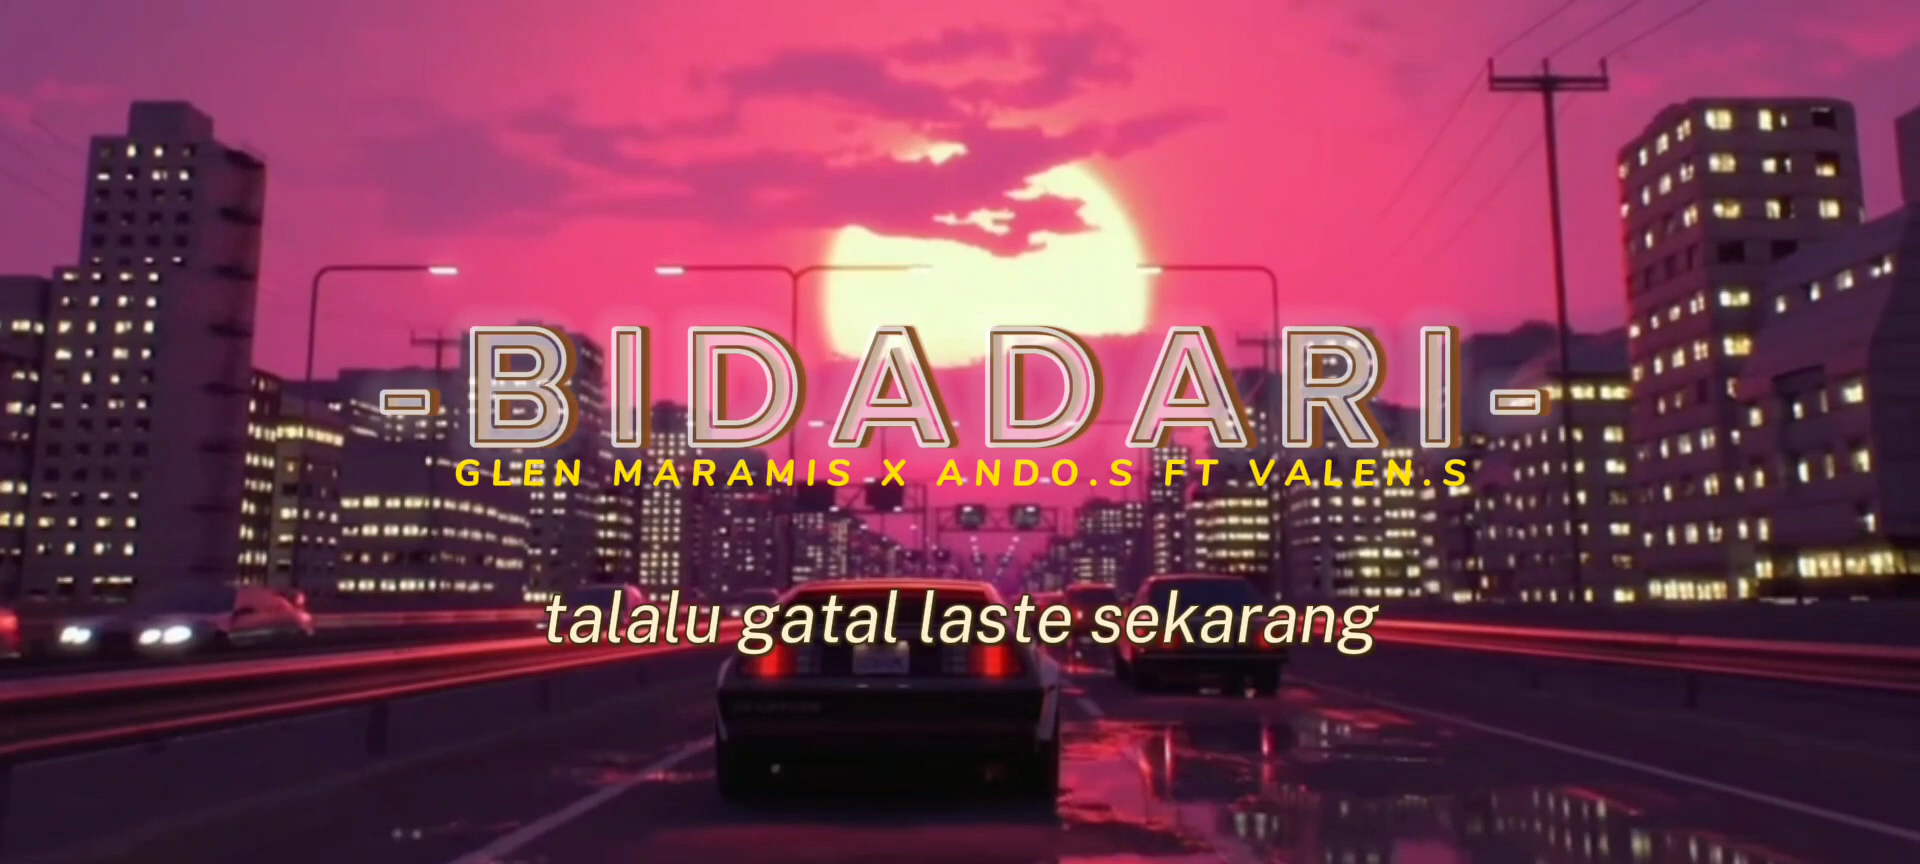 -BIDADARI-
GLEN MARAMIS X ANDO.S FT VALEN.S
talalu gatal laste sekarang